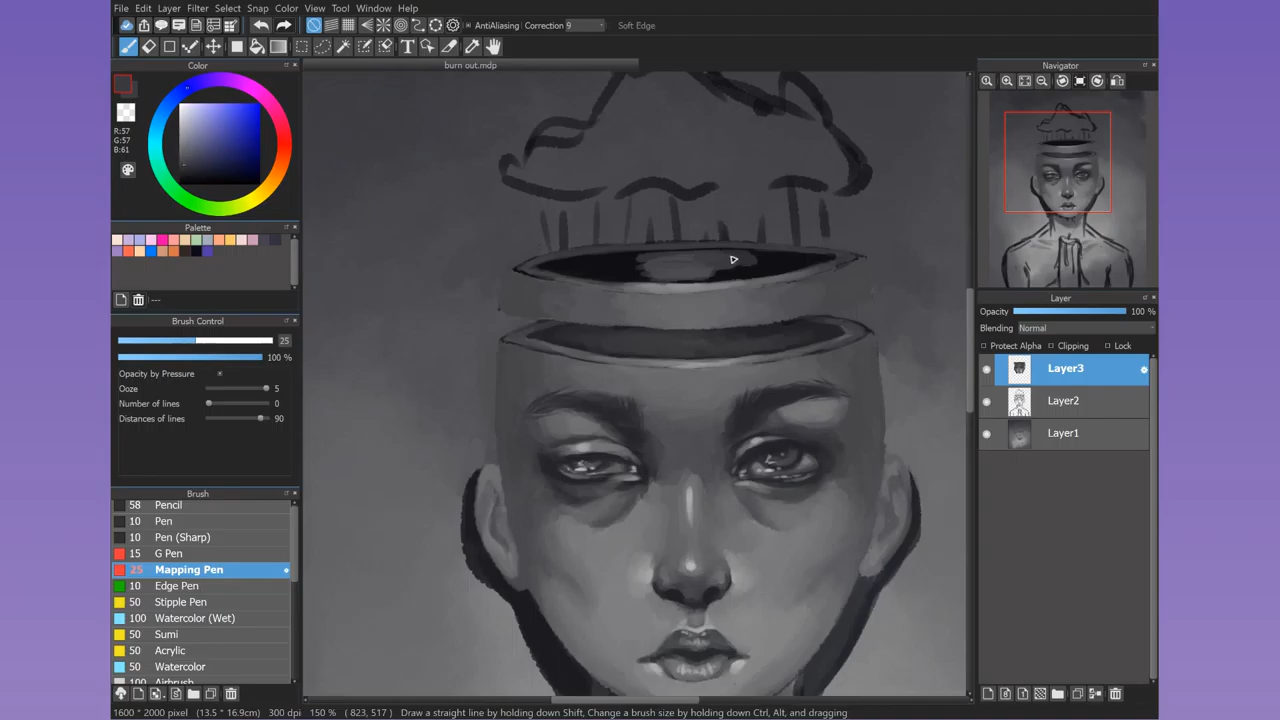 File Edit Layer Filter Select Snap Color View Tool Window Help
AntiAliasing Correction 9 Soft Edge
Color
burn out.mdp
Navigator
R:57
G:57
B:61
Palette
---
Brush Control
25
100 %
Opacity by Pressure
Ooze 5
Number of lines 0
Distances of lines 90
Brush
58 Pencil
10 Pen
10 Pen (Sharp)
15 G Pen
25 Mapping Pen
10 Edge Pen
50 Stipple Pen
100 Watercolor (Wet)
50 Sumi
50 Acrylic
50 Watercolor
100 Airbrush
Layer
Opacity 100 %
Blending Normal
Protect Alpha Clipping Lock
Layer3
Layer2
Layer1
1600 * 2000 pixel (13.5 * 16.9cm) 300 dpi 150 % ( 823, 517 ) Draw a straight line by holding down Shift, Change a brush size by holding down Ctrl, Alt, and dragging